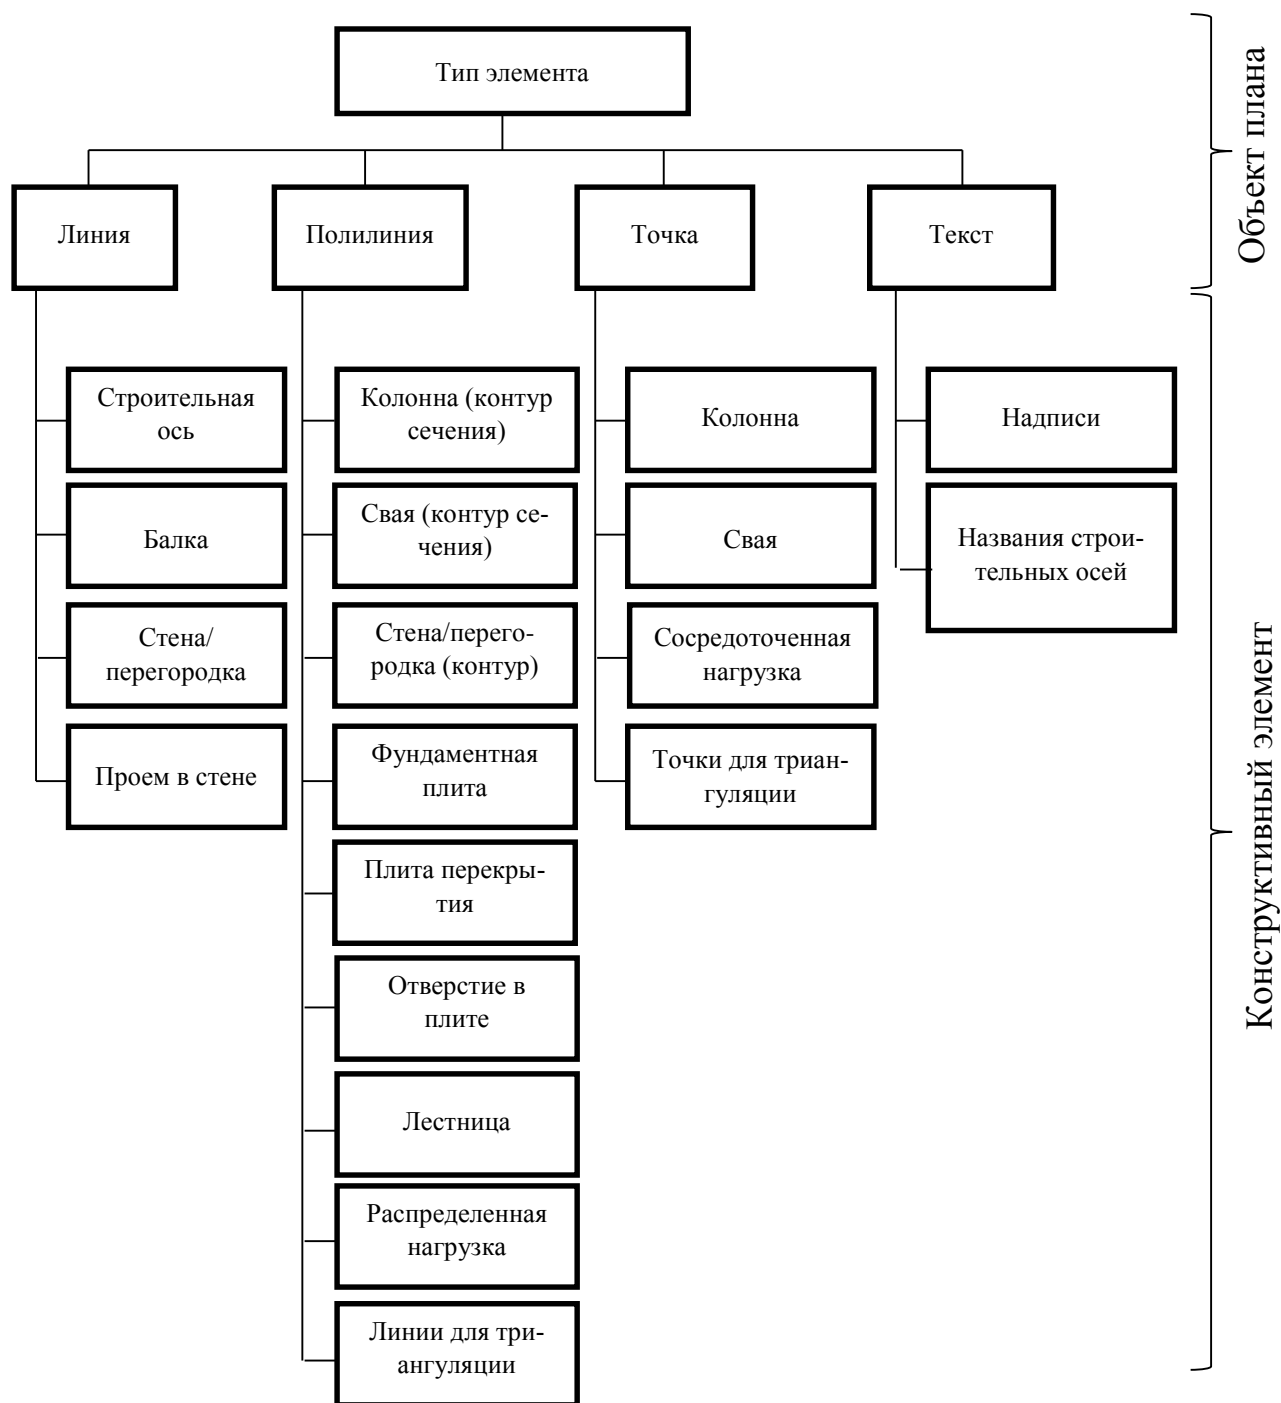 Тип элемента
Линия
Полилиния
Точка
Текст
Объект плана
Строительная
ось
Балка
Стена/
перегородка
Проем в стене
Колонна (контур
сечения)
Свая (контур се-
чения)
Стена/перего-
родка (контур)
Фундаментная
плита
Плита перекры-
тия
Отверстие в
плите
Лестница
Распределенная
нагрузка
Линии для три-
ангуляции
Колонна
Свая
Сосредоточенная
нагрузка
Точки для триан-
гуляции
Надписи
Названия строи-
тельных осей
Конструктивный элемент